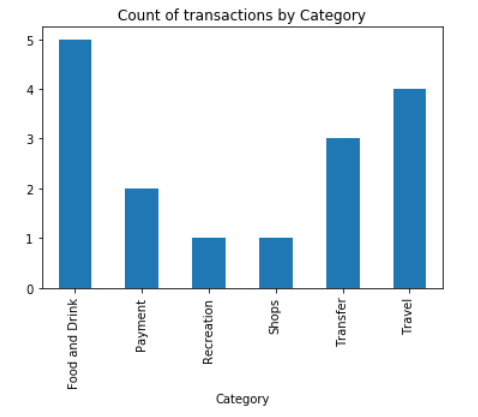 Count of transactions by Category
5
4
3
2
1
0
Food and Drink
Payment
Recreation
Shops
Transfer
Travel
Category